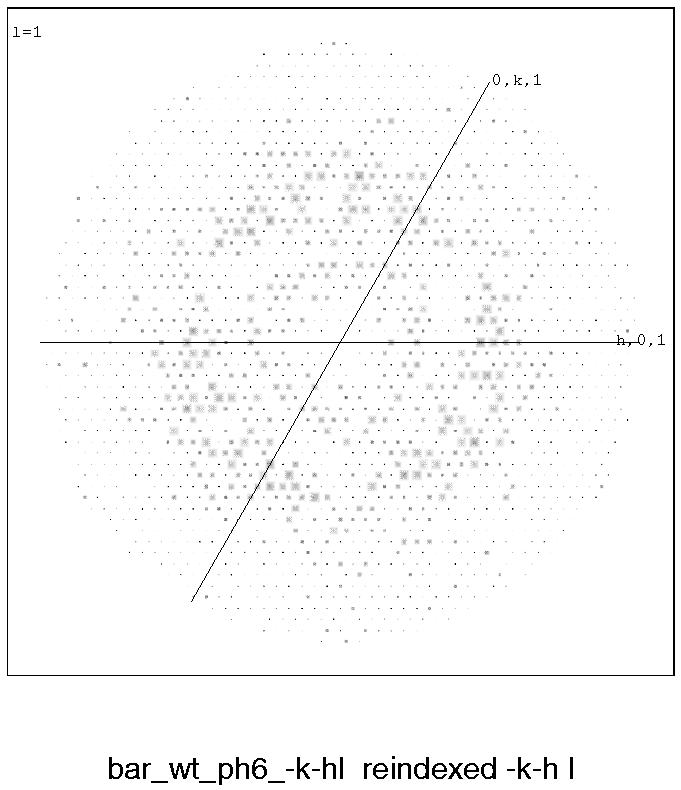 l=1
0,k,1
h,0,1
bar_wt_ph6_-k-hl reindexed -k-h l